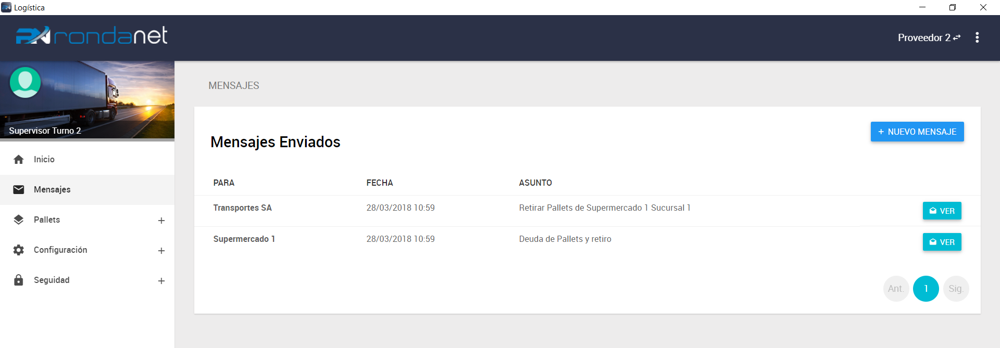 Logística
rondanet
Proveedor 2
Supervisor Turno 2
Inicio
Mensajes
Pallets
Configuración
Seguidad
MENSAJES
Mensajes Enviados
+ NUEVO MENSAJE
PARA FECHA ASUNTO
Transportes SA 28/03/2018 10:59 Retirar Pallets de Supermercado 1 Sucursal 1 VER
Supermercado 1 28/03/2018 10:59 Deuda de Pallets y retiro VER
Ant. 1 Sig.